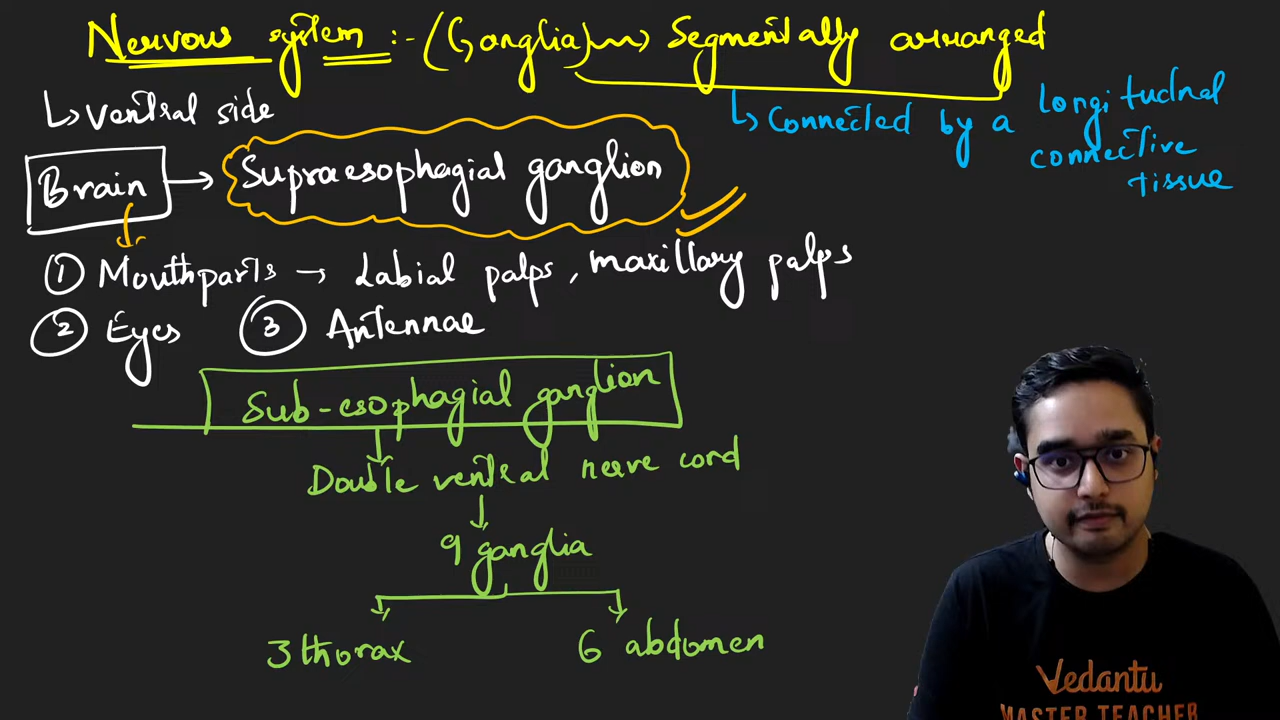 Nervous system :- (Ganglia) → Segmentally arranged
↳ ventral side
↳ Connected by a longitudnal connective tissue
Brain → Supraesophagial ganglion
① Mouthparts → Labial palps, maxillary palps
② Eyes ③ Antennae
Sub-esophagial ganglion
Double ventral nerve cord
9 ganglia
3 thorax 6 abdomen
Vedantu
MASTER TEACHER